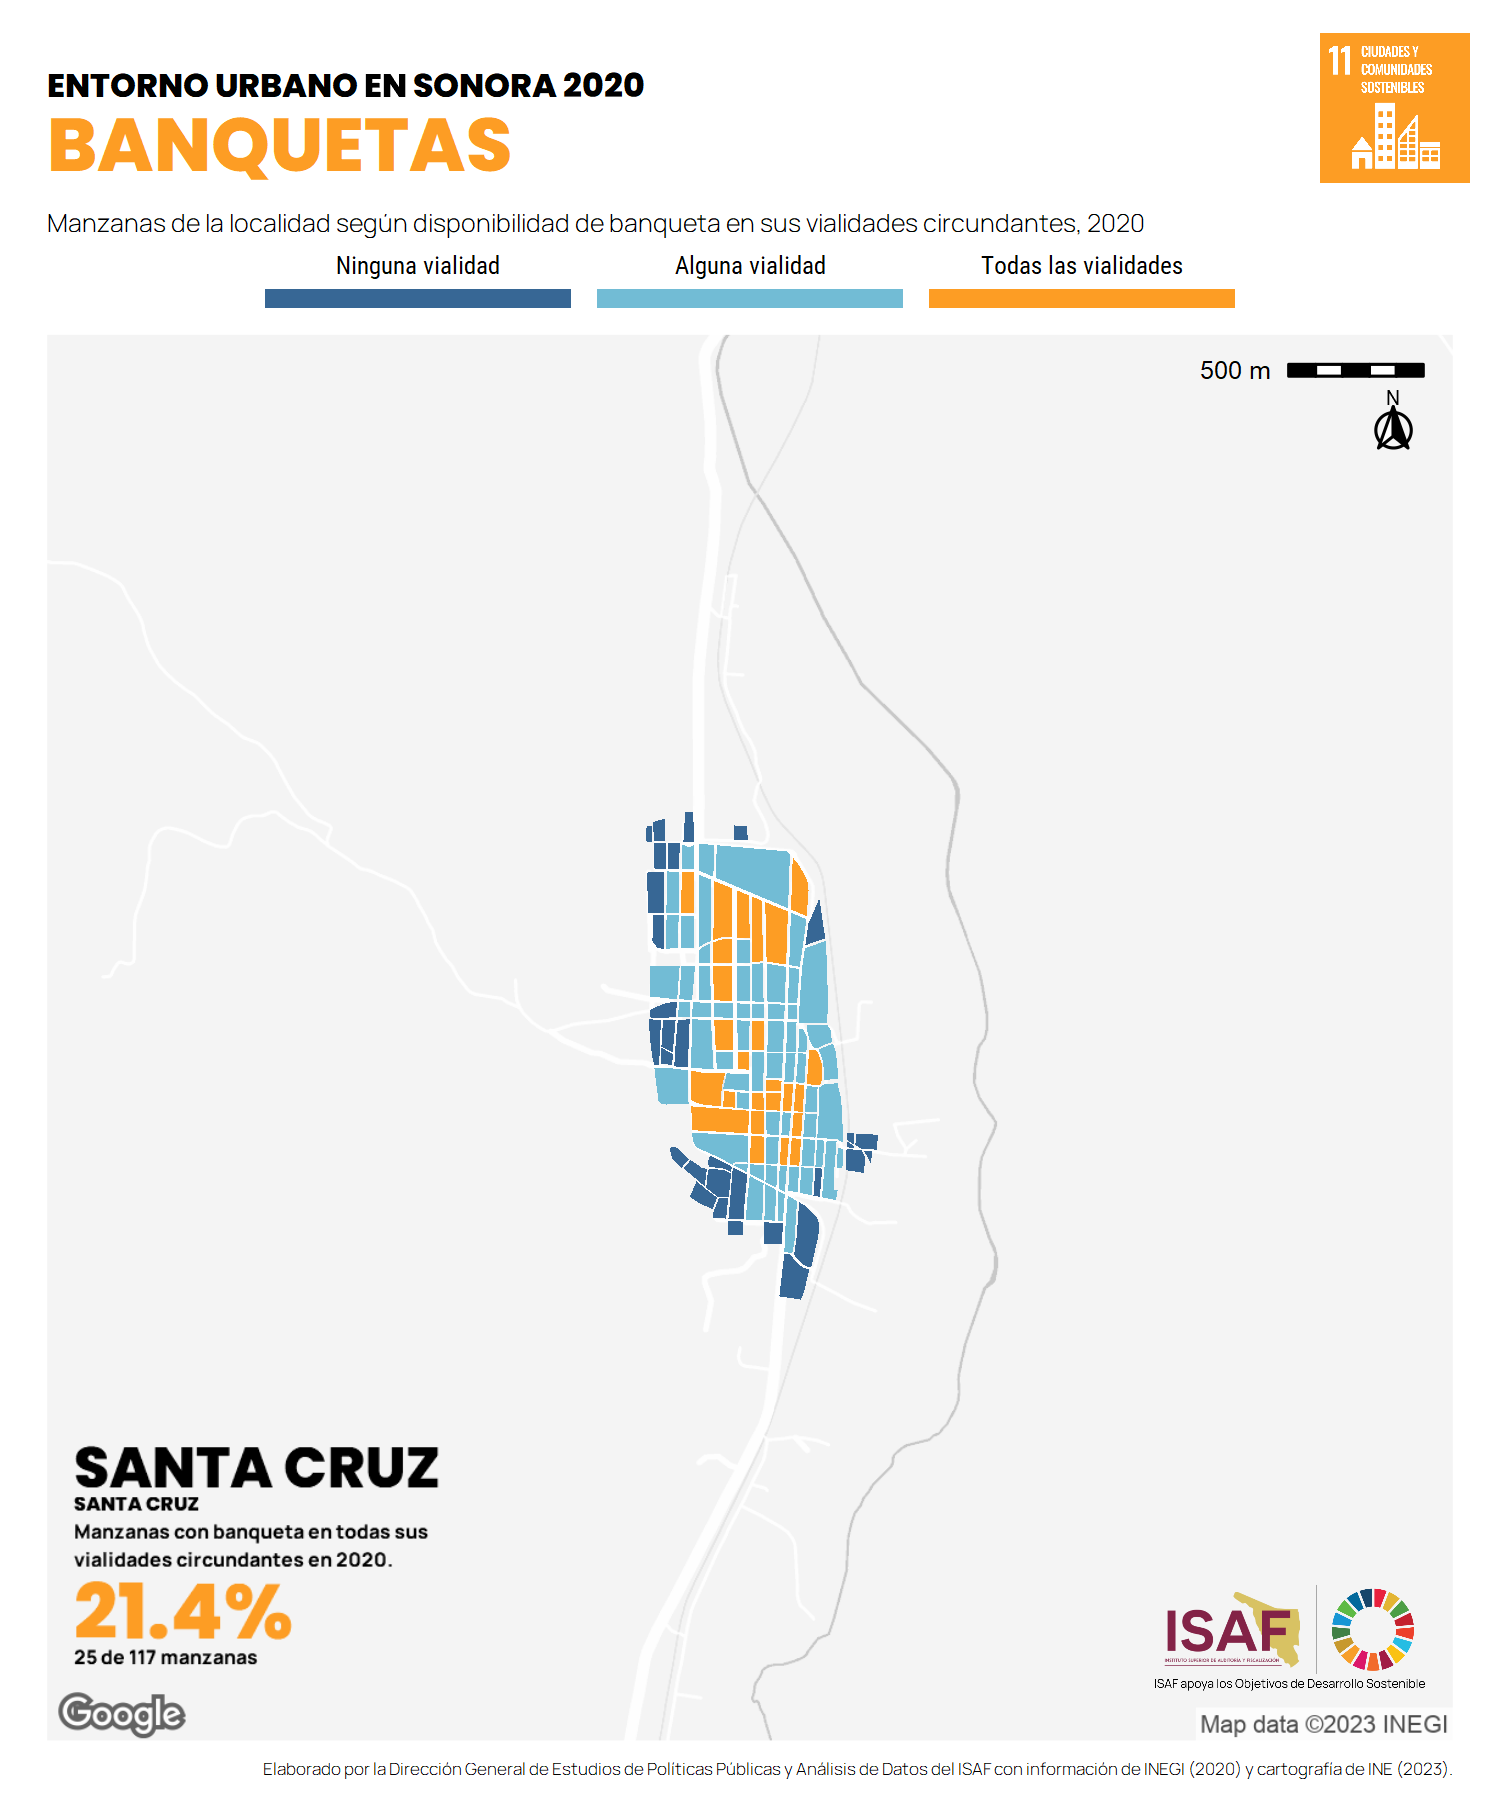 ENTORNO URBANO EN SONORA 2020
BANQUETAS
11 CIUDADES Y
COMUNIDADES
SOSTENIBLES
Manzanas de la localidad según disponibilidad de banqueta en sus vialidades circundantes, 2020
Ninguna vialidad
Alguna vialidad
Todas las vialidades
500 m
N
SANTA CRUZ
SANTA CRUZ
Manzanas con banqueta en todas sus
vialidades circundantes en 2020.
21.4%
25 de 117 manzanas
ISAF
INSTITUTO SUPERIOR DE AUDITORÍA Y FISCALIZACIÓN
ISAF apoya los Objetivos de Desarrollo Sostenible
Google
Map data ©2023 INEGI
Elaborado por la Dirección General de Estudios de Políticas Públicas y Análisis de Datos del ISAF con información de INEGI (2020) y cartografía de INE (2023).